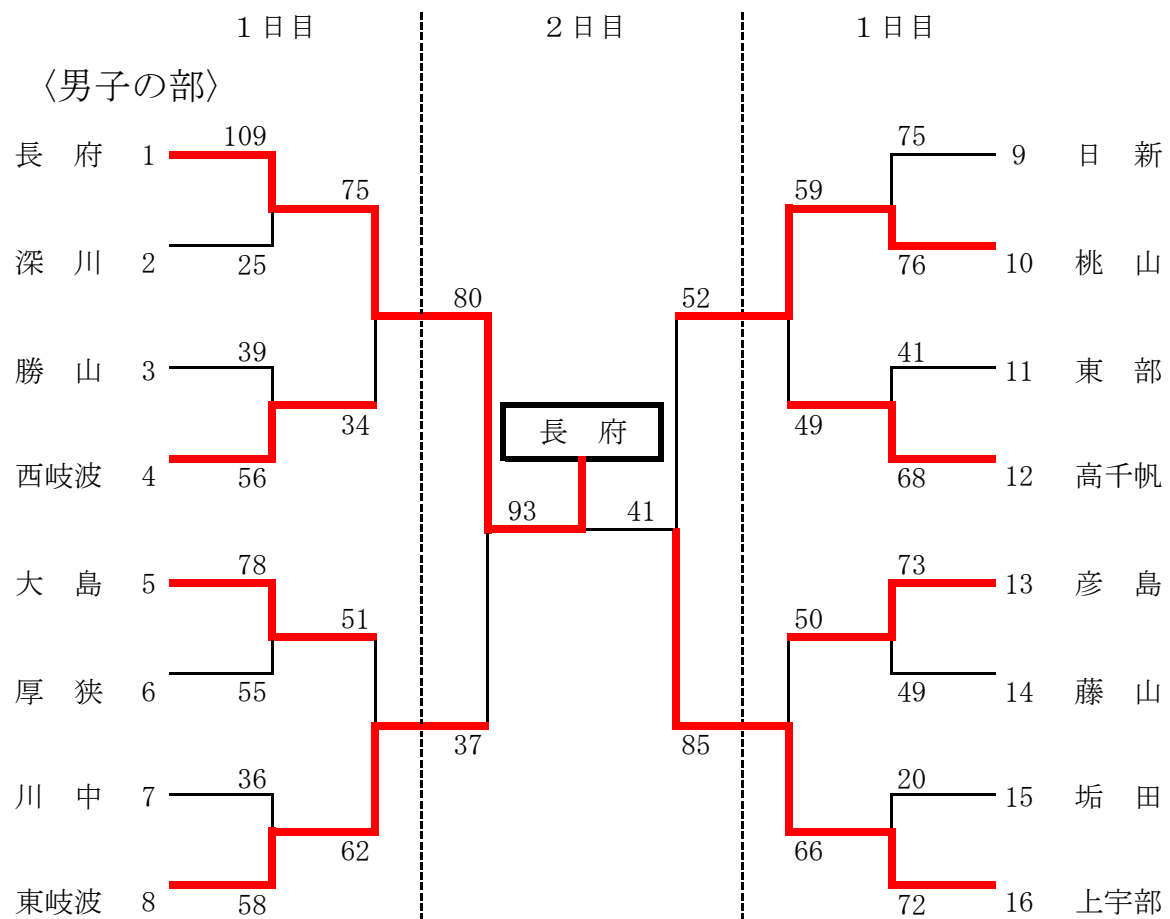 １日目 ２日目 １日目
〈男子の部〉
109 75
長 府 1 9 日 新
75 59
深 川 2 25 76 10 桃 山
80 52
勝 山 3 39 41 11 東 部
長 府
34 49
西岐波 4 56 68 12 高千帆
93 41
大 島 5 78 73 13 彦 島
51 50
厚 狭 6 55 49 14 藤 山
37 85
川 中 7 36 20 15 垢 田
62 66
東岐波 8 58 72 16 上宇部